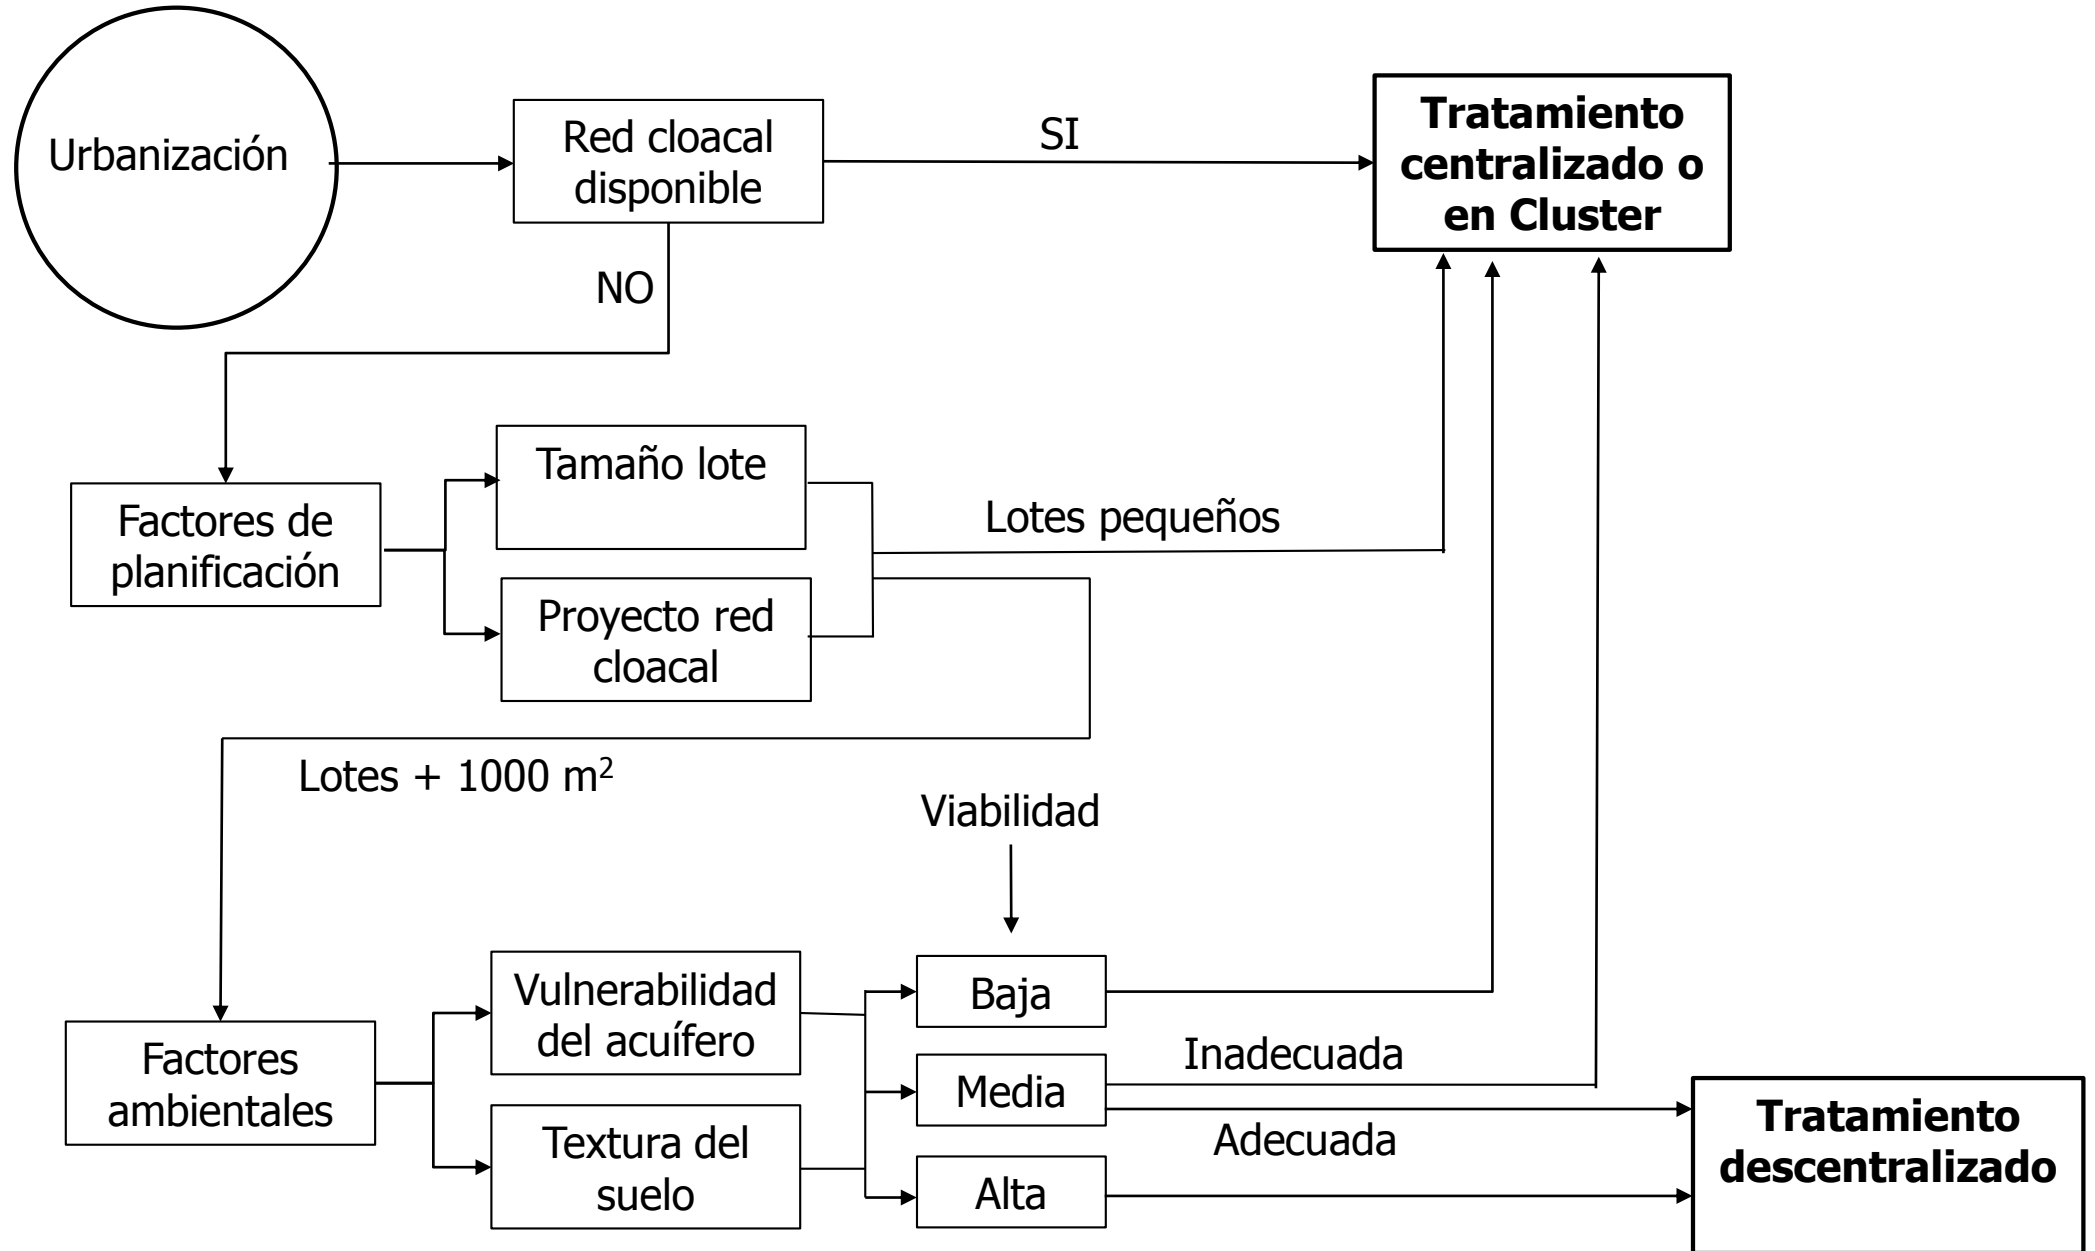 Urbanización
Red cloacal
disponible
SI
Tratamiento
centralizado o
en Cluster
NO
Factores de
planificación
Tamaño lote
Lotes pequeños
Proyecto red
cloacal
Lotes + 1000 m²
Viabilidad
Factores
ambientales
Vulnerabilidad
del acuífero
Textura del
suelo
Baja
Media
Alta
Inadecuada
Adecuada
Tratamiento
descentralizado